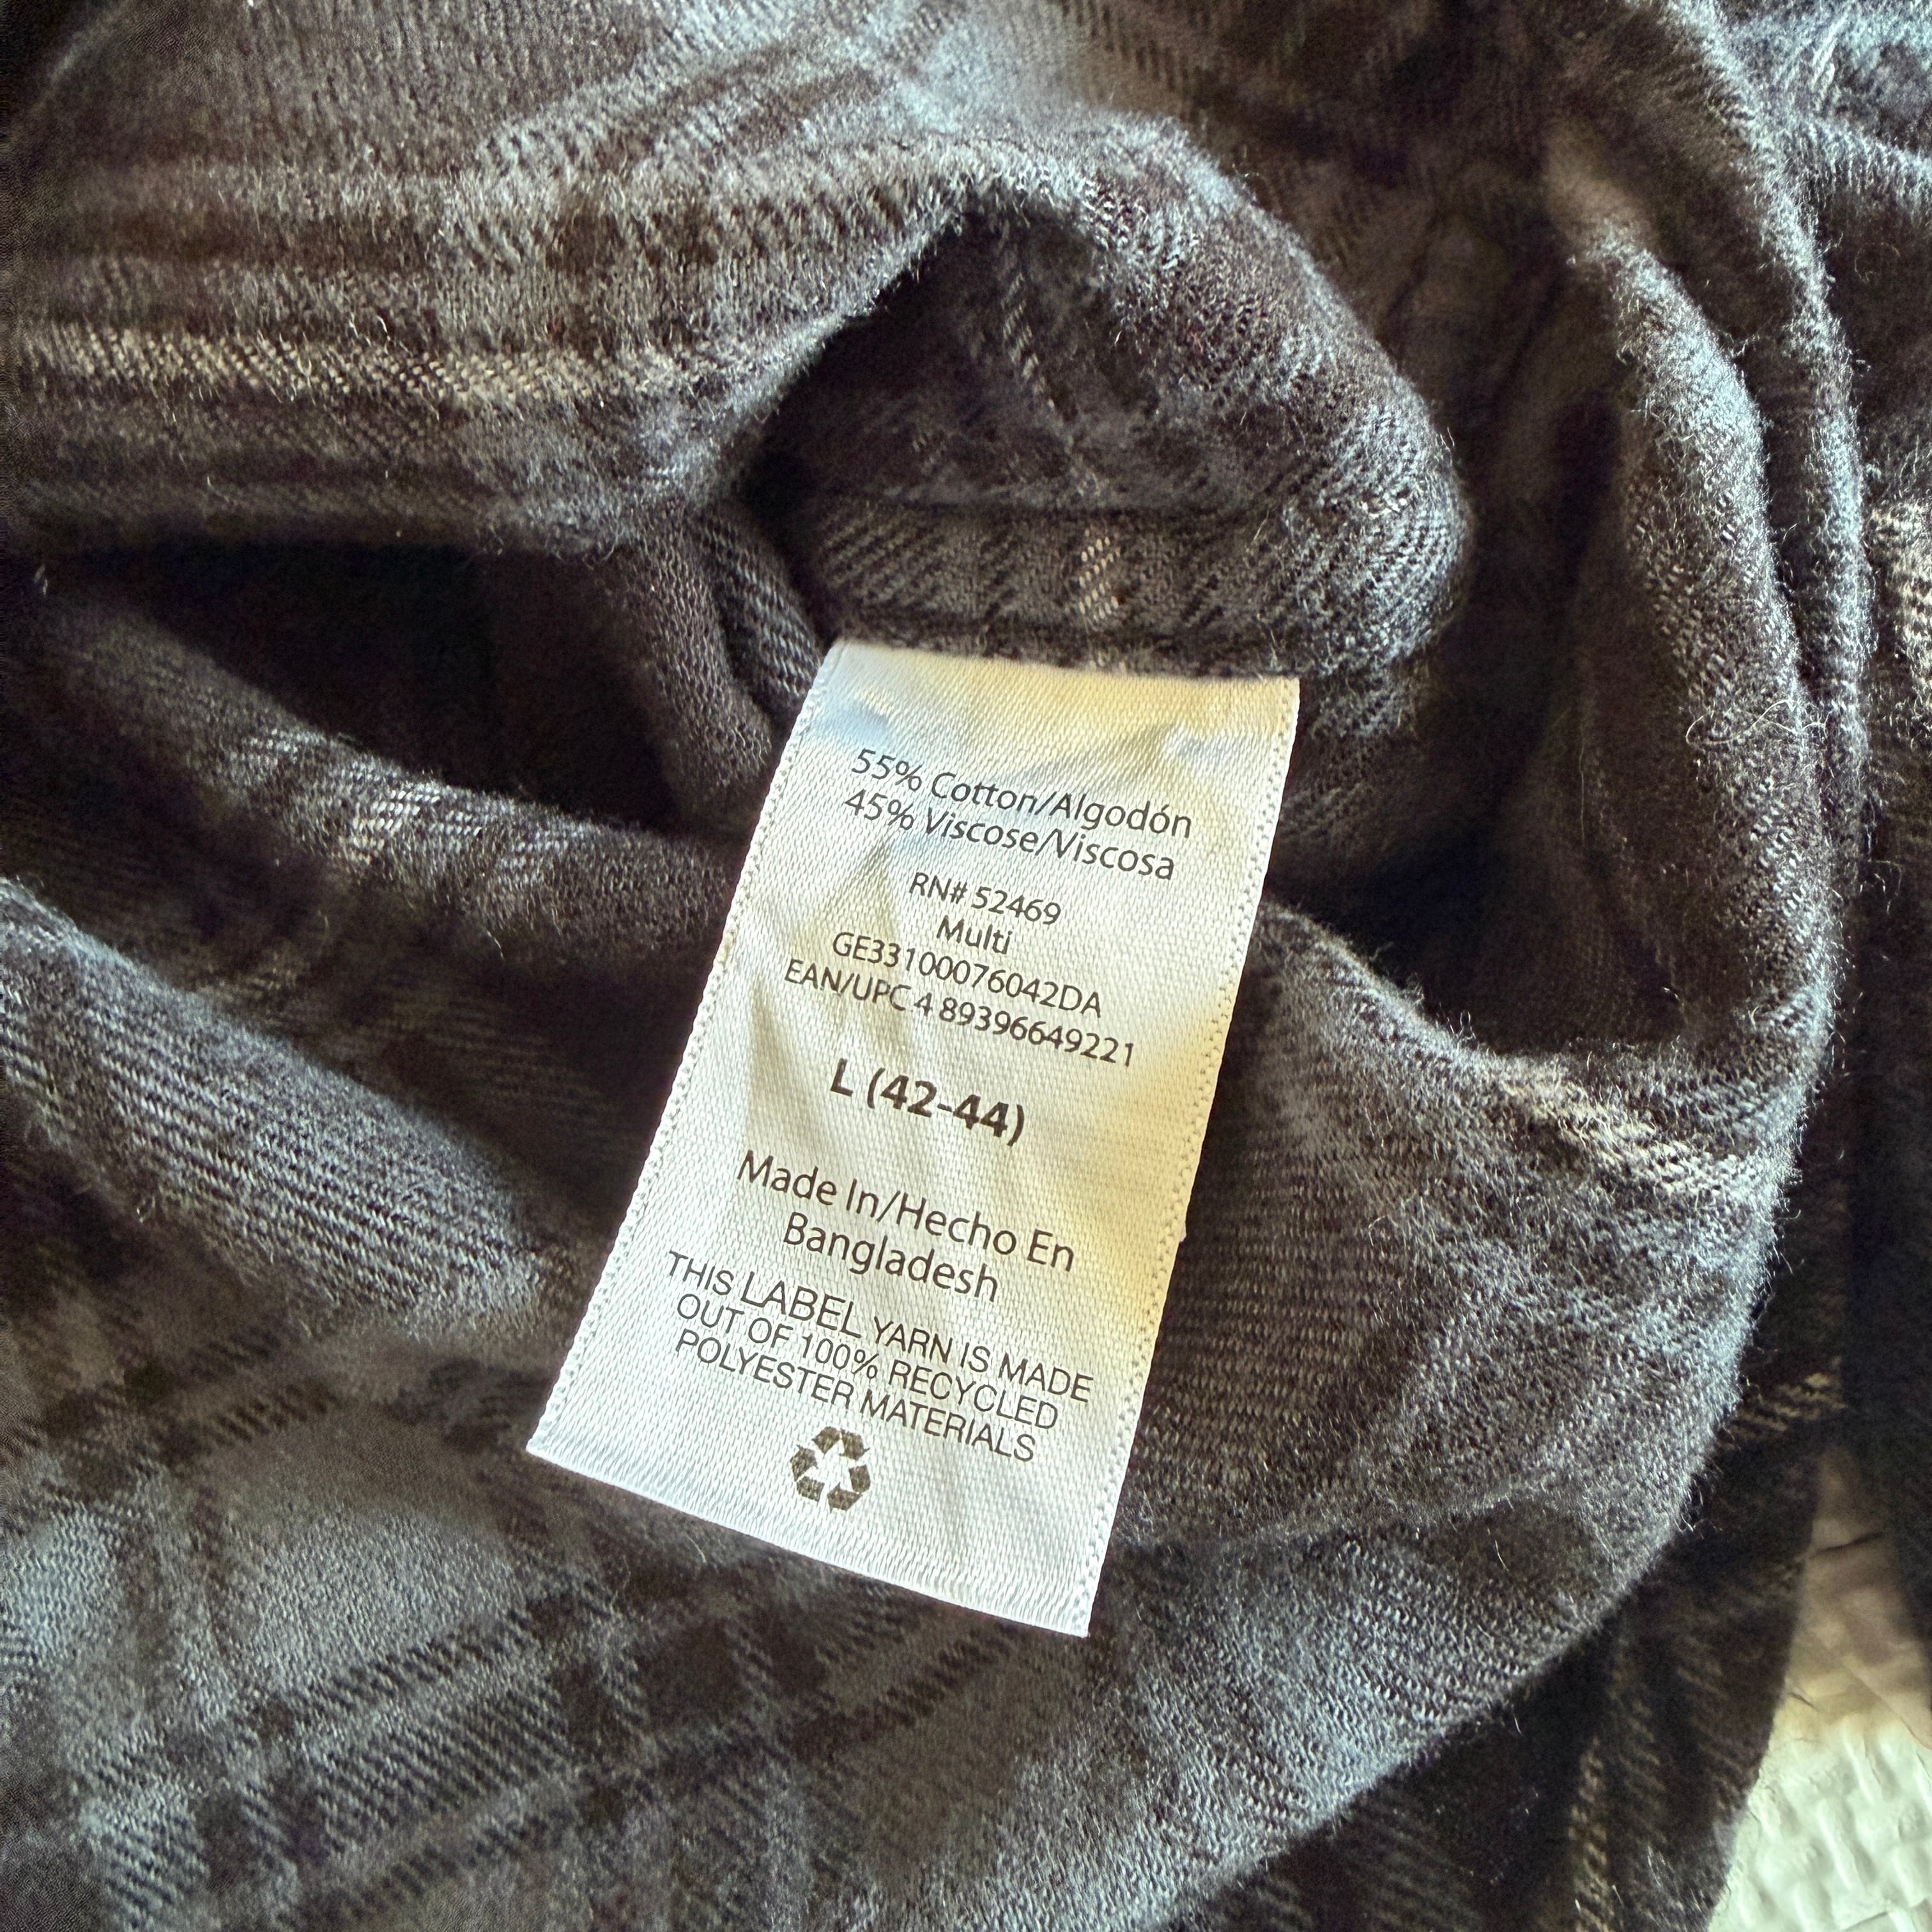 55% Cotton/Algodón
45% Viscose/Viscosa
RN# 52469
Multi
GE33100076042DA
EAN/UPC 4 89396649221
L (42-44)
Made In/Hecho En
Bangladesh
THIS LABEL YARN IS MADE
OUT OF 100% RECYCLED
POLYESTER MATERIALS